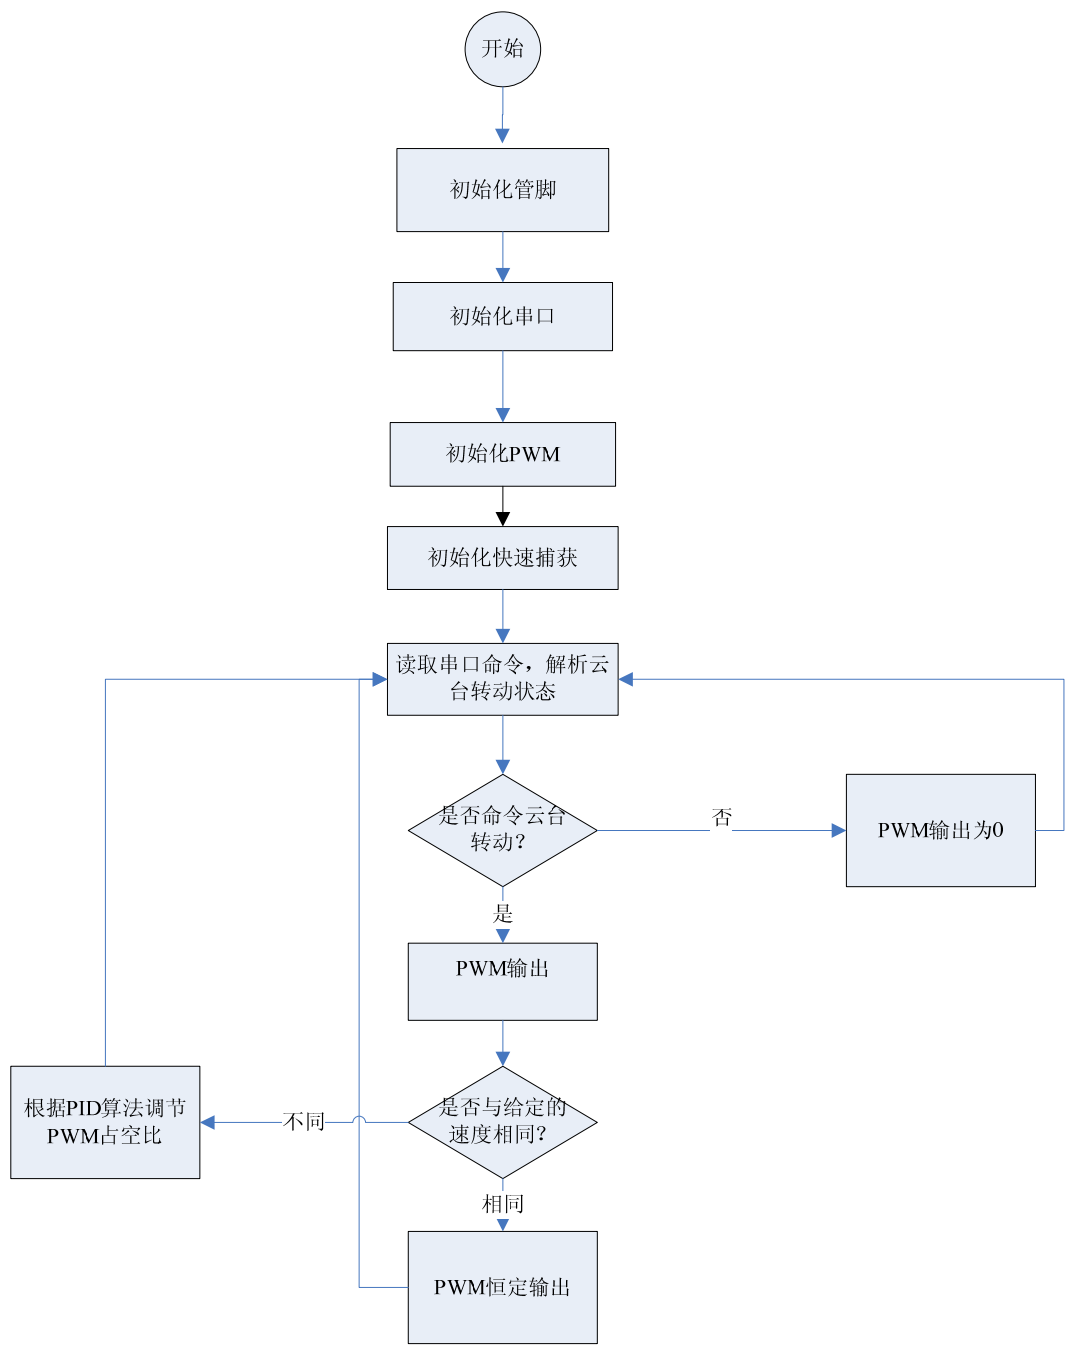 开始
初始化管脚
初始化串口
初始化PWM
初始化快速捕获
读取串口命令，解析云
台转动状态
是否命令云台
转动？
否
PWM输出为0
是
PWM输出
是否与给定的
速度相同？
不同
根据PID算法调节
PWM占空比
相同
PWM恒定输出